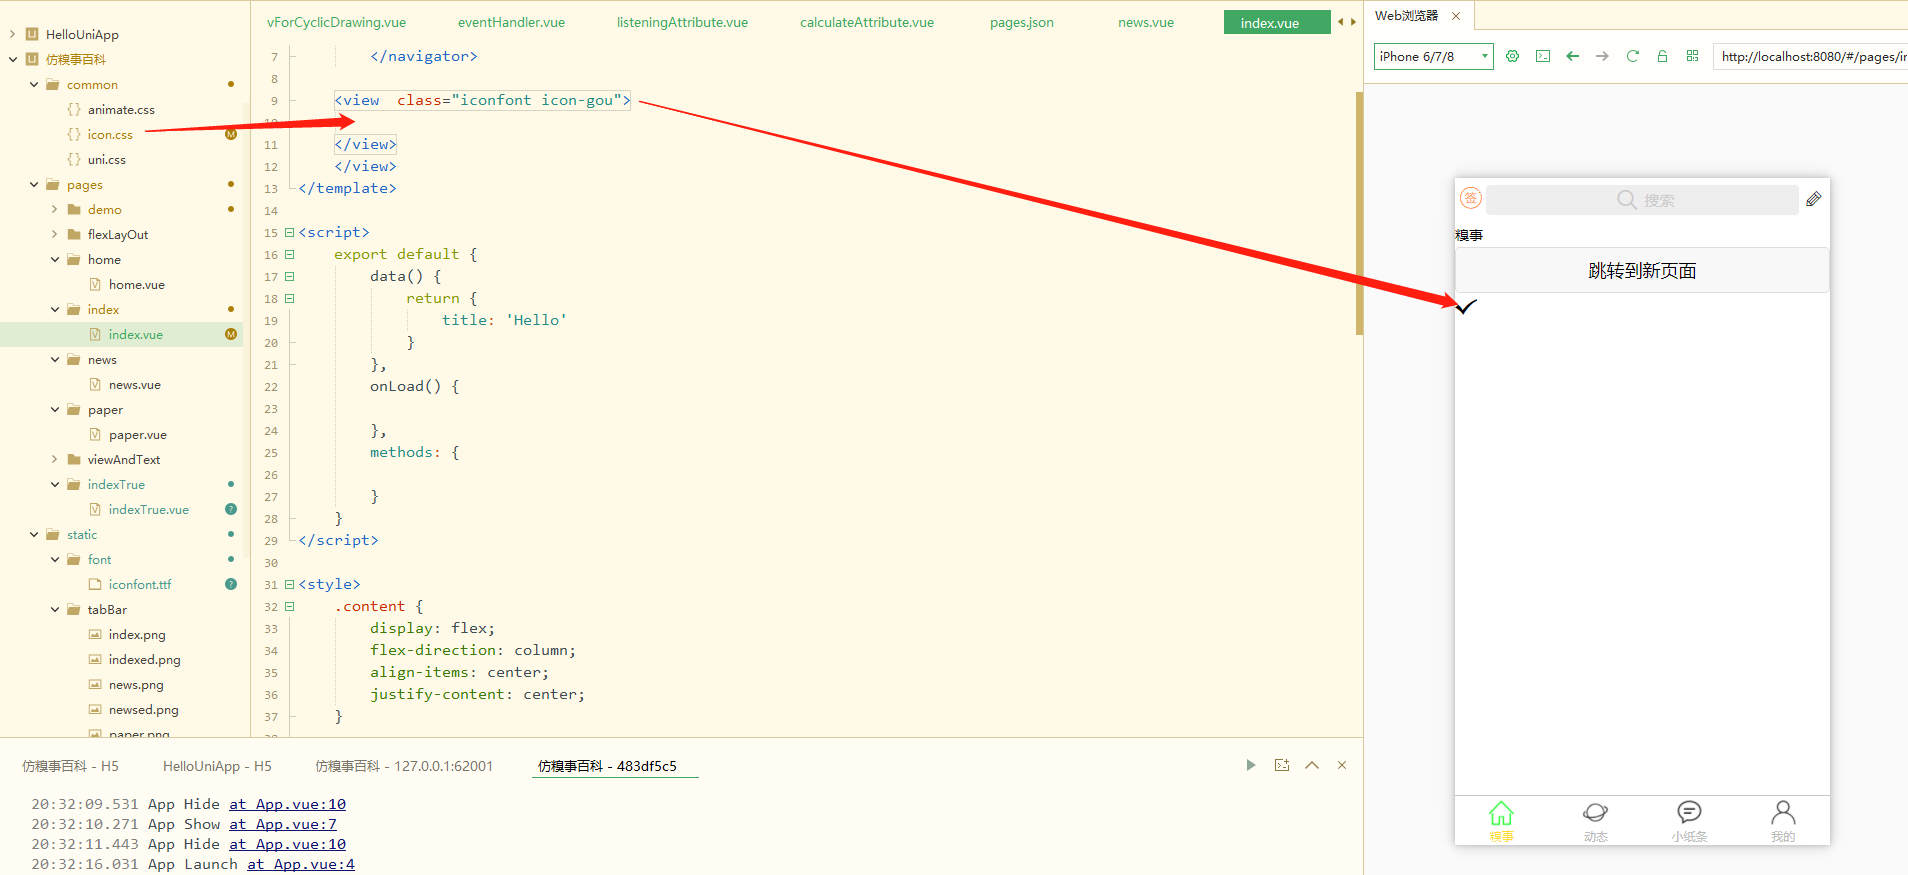 HelloUniApp
仿糗事百科
common
animate.css
icon.css
M
uni.css
pages
demo
flexLayOut
home
home.vue
index
index.vue
M
news
news.vue
paper
paper.vue
viewAndText
indexTrue
indexTrue.vue
?
static
font
iconfont.ttf
?
tabBar
index.png
indexed.png
news.png
newsed.png
paper.png
vForCyclicDrawing.vue eventHandler.vue listeningAttribute.vue calculateAttribute.vue pages.json news.vue index.vue
7 </navigator>
8
9 <view  class="iconfont icon-gou">
10
11 </view>
12 </view>
13 </template>
14
15 <script>
16 export default {
17 data() {
18 return {
19 title: 'Hello'
20 }
21 },
22 onLoad() {
23
24 },
25 methods: {
26
27 }
28 }
29 </script>
30
31 <style>
32 .content {
33 display: flex;
34 flex-direction: column;
35 align-items: center;
36 justify-content: center;
37 }
38
仿糗事百科 - H5 HelloUniApp - H5 仿糗事百科 - 127.0.0.1:62001 仿糗事百科 - 483df5c5
20:32:09.531 App Hide at App.vue:10
20:32:10.271 App Show at App.vue:7
20:32:11.443 App Hide at App.vue:10
20:32:16.031 App Launch at App.vue:4
Web浏览器
iPhone 6/7/8 http://localhost:8080/#/pages/in
签 搜索
糗事
跳转到新页面
糗事 动态 小纸条 我的